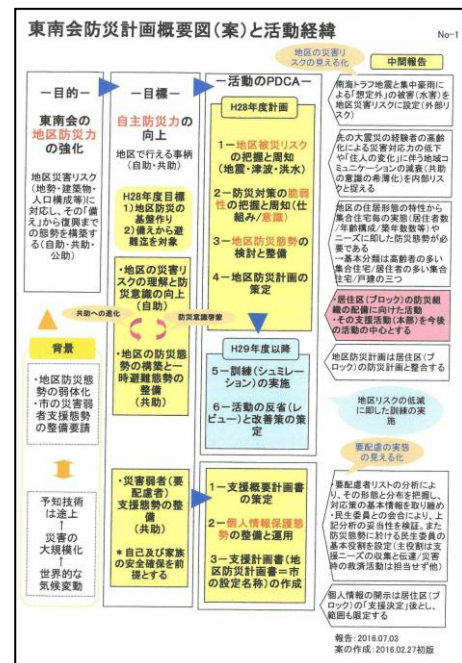 東南会防災計画概要図(案)と活動経緯
No-1
－目的－
東南会の
地区防災力
の強化
地区災害リスク
(地勢・建築物・
人口構成等)に
対応し、その「備
え」から復興ま
での態勢を構築す
る(自助・共助・
公助)
背景
・地区防災態
勢の弱体化
・市の災害弱
者支援態勢
の整備要請
予知技術
は途上
↑
災害の
大規模化
↑
世界的な
気候変動
－目標－
自主防災力の
向上
地区で行える事柄
(自助・共助)
H28年度目標
1)地区防災の
基盤作り
2)備えから避
難迄を対象
・地区の災害リス
クの理解と防
災意識の向上
(自助)
共助への進化
防災意識啓蒙
・地区の防災態
勢の構築と一
時避難態勢の
整備
(共助)
・災害弱者(要
配慮者)
支援態勢の整
備
(共助)
*自己及び家族の
安全確保を前
提とする
－活動のPDCA－
H28年度計画
1－地区被災リスク
の把握と周知
(地震・津波・洪水)
2－防災対策の脆弱
性の把握と周知(仕
組み/意識)
3－地区防災態勢の
検討と整備
4－地区防災計画の
策定
H29年度以降
5－訓練(シュミレー
ション)の実施
6－活動の反省(レ
ビュー)と改善策の策
定
1－支援概要計画書
の策定
2－個人情報保護態
勢の整備と運用
3－支援計画書(地
区防災計画書＝市
の設定名称)の作成
地区の災害リ
スクの見える化
中間報告
南海トラフ地震と集中豪雨に
よる「想定外」の被害(水害)を
地区災害リスクに設定(外部リ
スク)
先の大震災の経験者の高齢
化による災害対応力の低
下や「住人の変化」に伴う地域コ
ミュニケーションの減衰(共助
の意識の希薄化)を内部リス
クと捉える
地区の住居形態の特性から
集合住宅毎の実態(居住者数
/年齢構成/築年数等)や
ニーズに即した防災態勢が必
要である
→基本分類は高齢者の多い集
合住宅/居住者の多い集合
住宅/戸建の三つ
・居住区(ブロック)の防災組
織の配備に向けた活動
・その支援活動(本部)を今後
の活動の中心とする
地区防災計画は居住区(ブ
ロック)の防災計画と整合する
地区リスクの低減
に即した訓練の実
施
要配慮の実態
の見える化
・要配慮者リストの分析によ
り、その形態と分布を把握し、
対応策の基本情報を取り纏め
・民生委員との会合により、上
記分析の妥当性を検証。また
防災態勢に於ける民生委員の
基本役割を設定(主役割は支
援ニーズの収集と伝達/災害
時の救済活動は担当せず他)
個人情報の開示は居住区(ブ
ロック)の「支援決定」後とし、
範囲も限定する
報告：2016.07.03
案の作成：2016.02.27初版